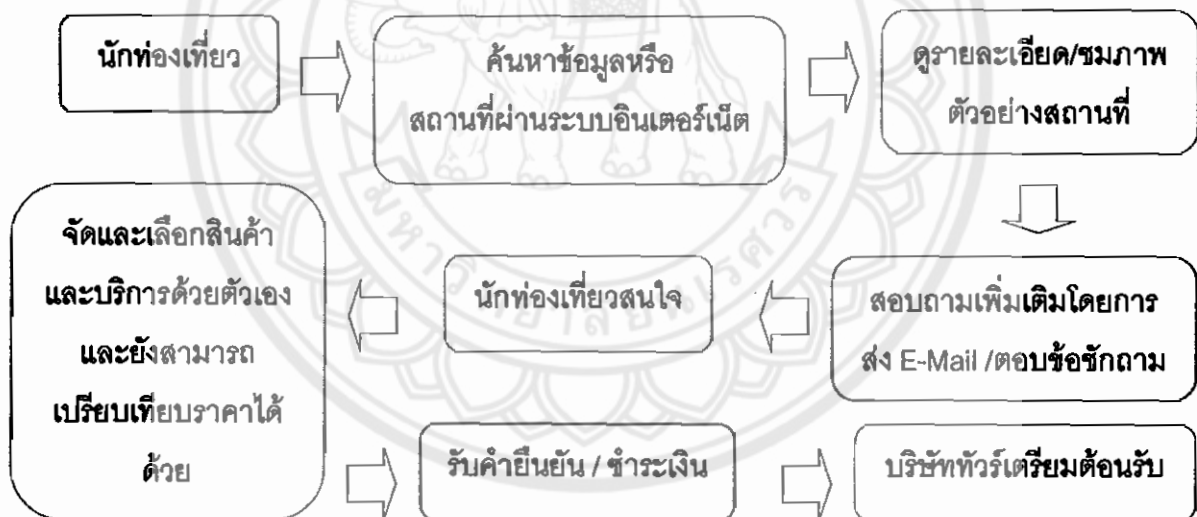 นักท่องเที่ยว
ค้นหาข้อมูลหรือ
สถานที่ผ่านระบบอินเตอร์เน็ต
ดูรายละเอียด/ชมภาพ
ตัวอย่างสถานที่
สอบถามเพิ่มเติมโดยการ
ส่ง E-Mail /ตอบข้อซักถาม
นักท่องเที่ยวสนใจ
จัดและเลือกสินค้า
และบริการด้วยตัวเอง
และยังสามารถ
เปรียบเทียบราคาได้
ด้วย
รับคำยืนยัน / ชำระเงิน
บริษัททัวร์เตรียมต้อนรับ